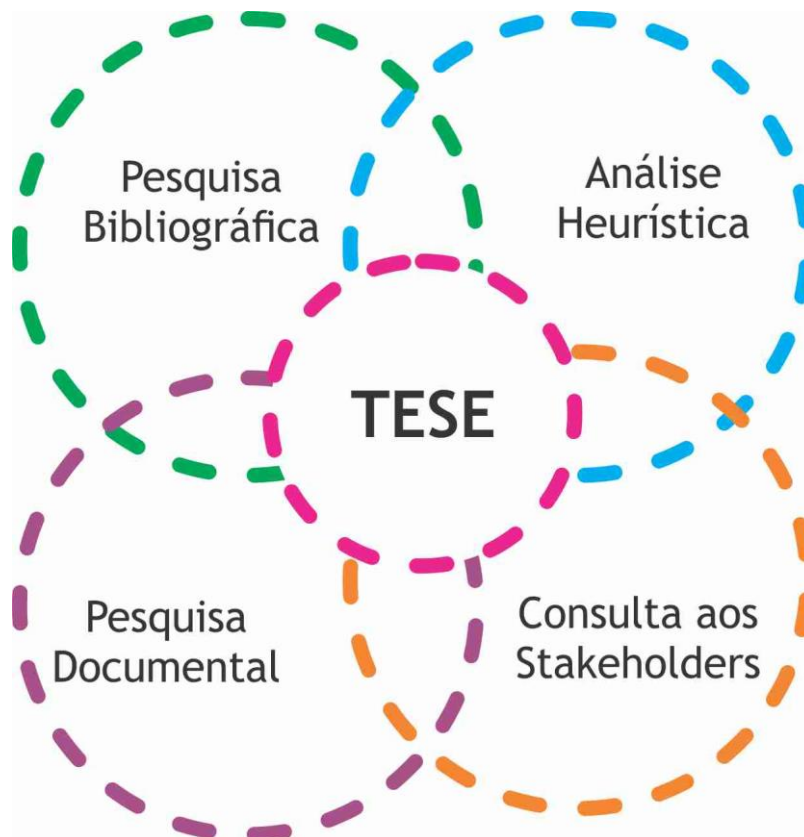 Pesquisa
Bibliográfica
Análise
Heurística
TESE
Pesquisa
Documental
Consulta aos
Stakeholders